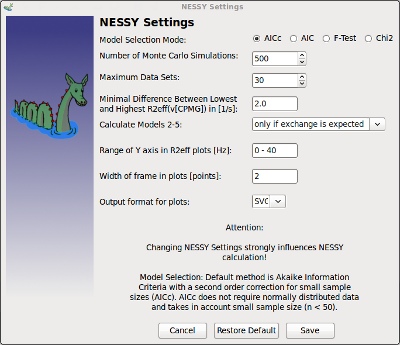 NESSY Settings
NESSY Settings
Model Selection Mode: AICc AIC F-Test Chi2
Number of Monte Carlo Simulations: 500
Maximum Data Sets: 30
Minimal Difference Between Lowest
and Highest R2eff(ν[CPMG]) in [1/s]: 2.0
Calculate Models 2-5: only if exchange is expected
Range of Y axis in R2eff plots [Hz]: 0 - 40
Width of frame in plots [points]: 2
Output format for plots: SVG
Attention:
Changing NESSY Settings strongly influences NESSY
calculation!
Model Selection: Default method is Akaike Information
Criteria with a second order correction for small sample
sizes (AICc). AICc does not require normally distributed data
and takes in account small sample size (n < 50).
Cancel Restore Default Save